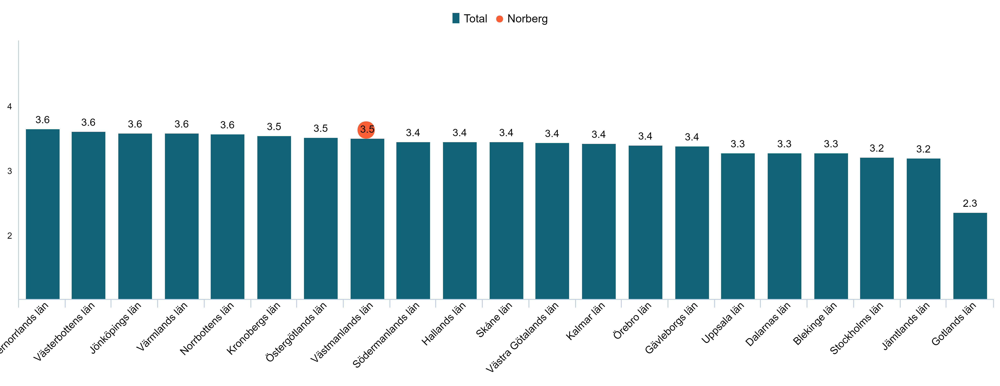 Total Norberg
4
3
2
3.6 3.6 3.6 3.6 3.6 3.5 3.5 3.5 3.4 3.4 3.4 3.4 3.4 3.4 3.4 3.3 3.3 3.3 3.2 3.2 2.3
ernorrlands län
Västerbottens län
Jönköpings län
Värmlands län
Norrbottens län
Kronobergs län
Östergötlands län
Västmanlands län
Södermanlands län
Hallands län
Skåne län
Västra Götalands län
Kalmar län
Örebro län
Gävleborgs län
Uppsala län
Dalarnas län
Blekinge län
Stockholms län
Jämtlands län
Gotlands län